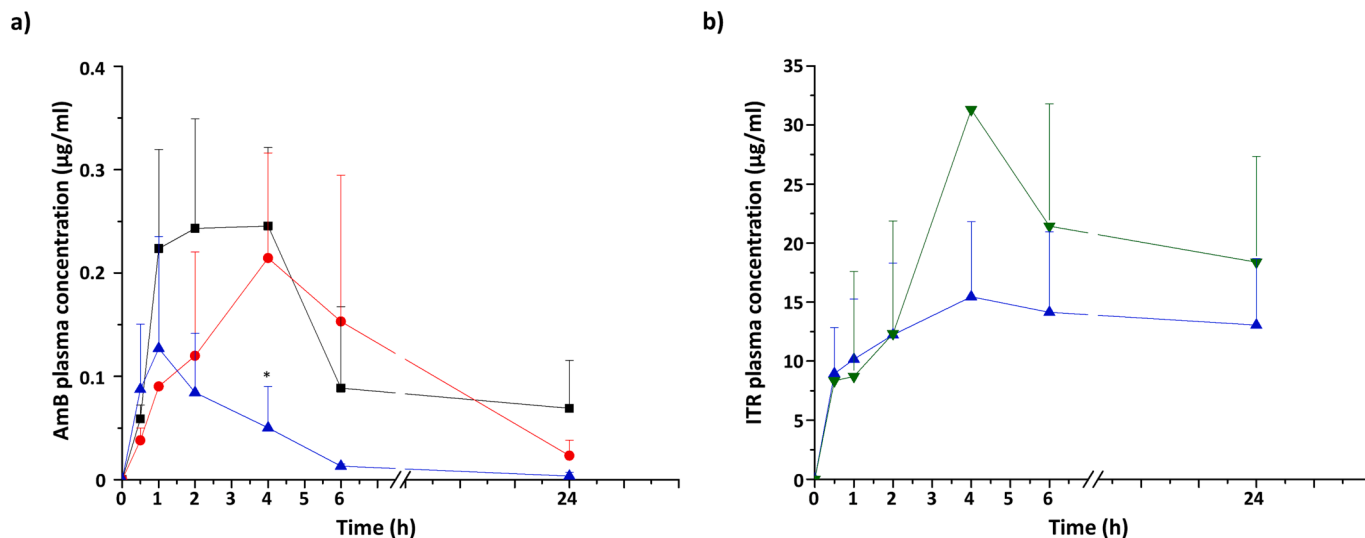 a)
AmB plasma concentration (µg/ml)
0.4
0.3
0.2
0.1
0
*
0 1 2 3 4 5 6 24
Time (h)
b)
ITR plasma concentration (µg/ml)
35
30
25
20
15
10
5
0
0 1 2 3 4 5 6 24
Time (h)